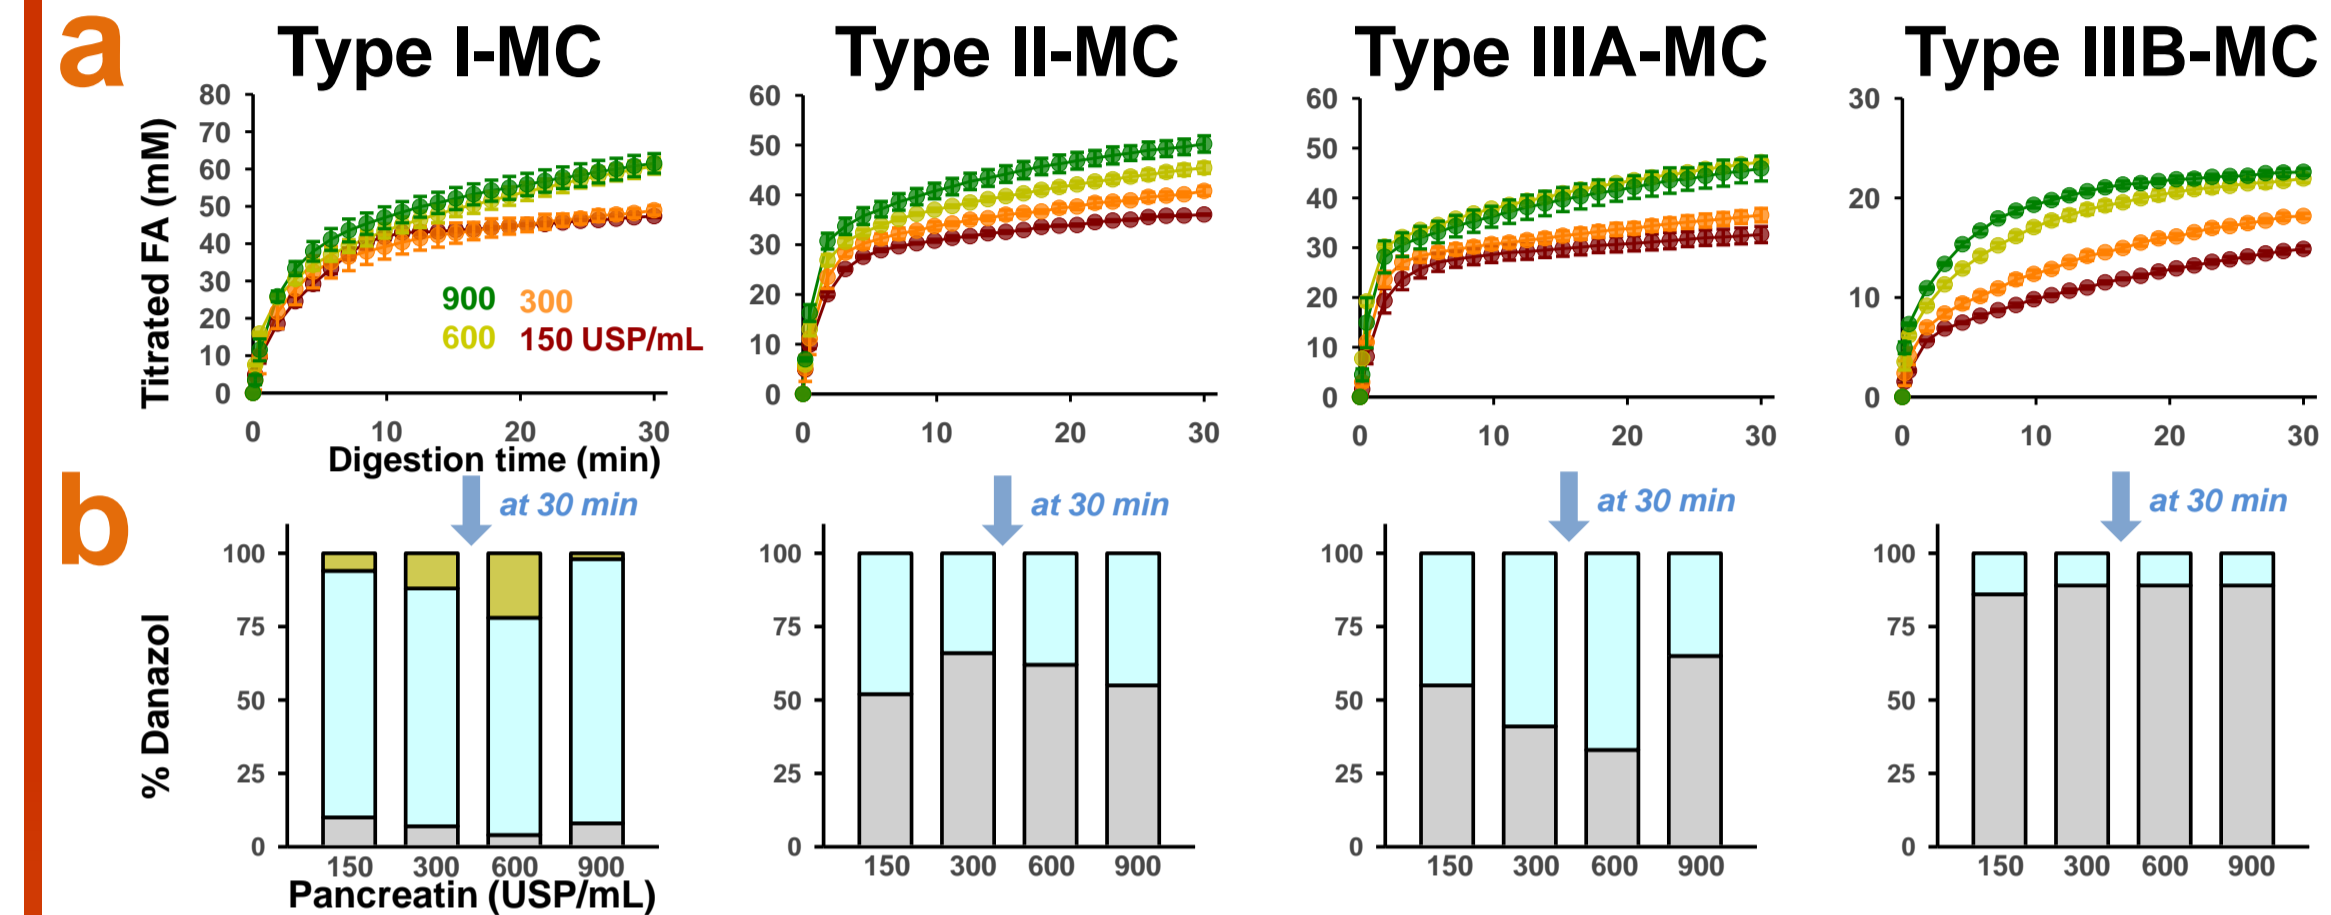 a
Type I-MC
Type II-MC
Type IIIA-MC
Type IIIB-MC
Titrated FA (mM)
80
70
60
50
40
30
20
10
0
0 10 20 30
Digestion time (min)
900 300
600 150 USP/mL
60
50
40
30
20
10
0
0 10 20 30
60
50
40
30
20
10
0
0 10 20 30
30
20
10
0
0 10 20 30
b
at 30 min
at 30 min
at 30 min
at 30 min
% Danazol
100
75
50
25
0
150 300 600 900
Pancreatin (USP/mL)
100
75
50
25
0
150 300 600 900
100
75
50
25
0
150 300 600 900
100
75
50
25
0
150 300 600 900